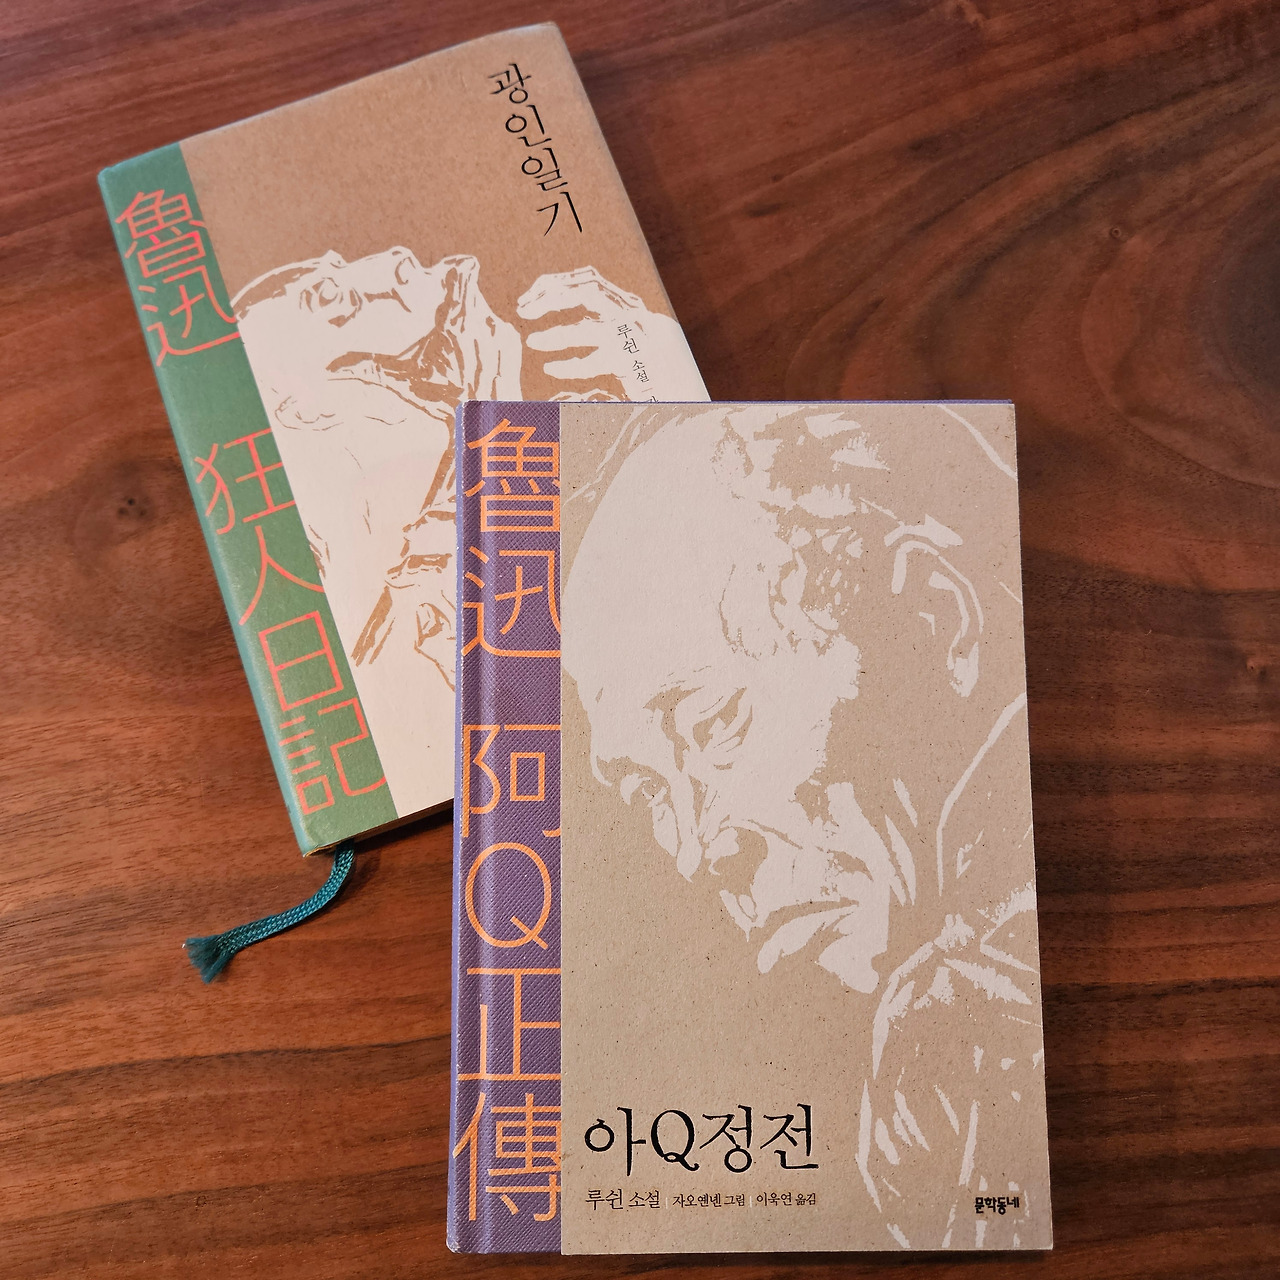 광인일기
魯迅 狂人日記
루쉰 소설
魯迅 阿Q正傳
아Q정전
루쉰 소설 | 자오옌녠 그림 | 이욱연 옮김
문학동네